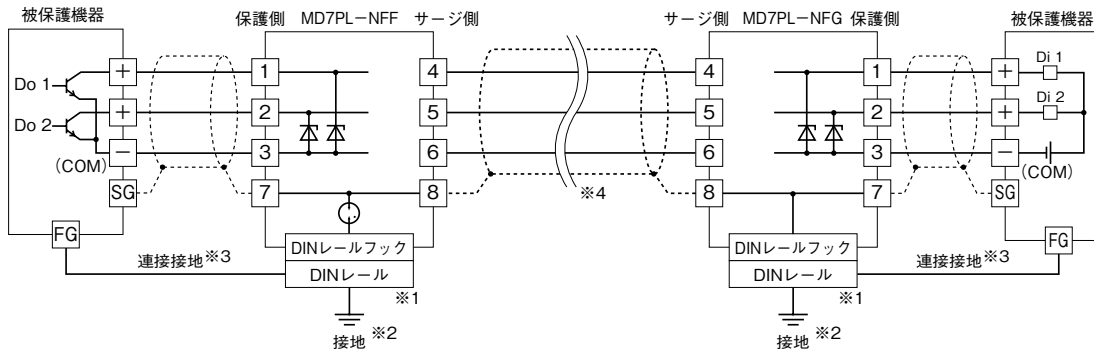 被保護機器
保護側 MD7PL−NFF サージ側
サージ側 MD7PL−NFG 保護側
被保護機器
Do 1
+
1
4
4
1
+
Di 1
Do 2
+
2
5
5
2
+
Di 2
−
3
6
6
3
−
(COM)
(COM)
SG
7
8
※4
8
7
SG
FG
DINレールフック
DINレールフック
FG
連接接地※3
DINレール
DINレール
連接接地※3
※1
※1
接地 ※2
接地 ※2